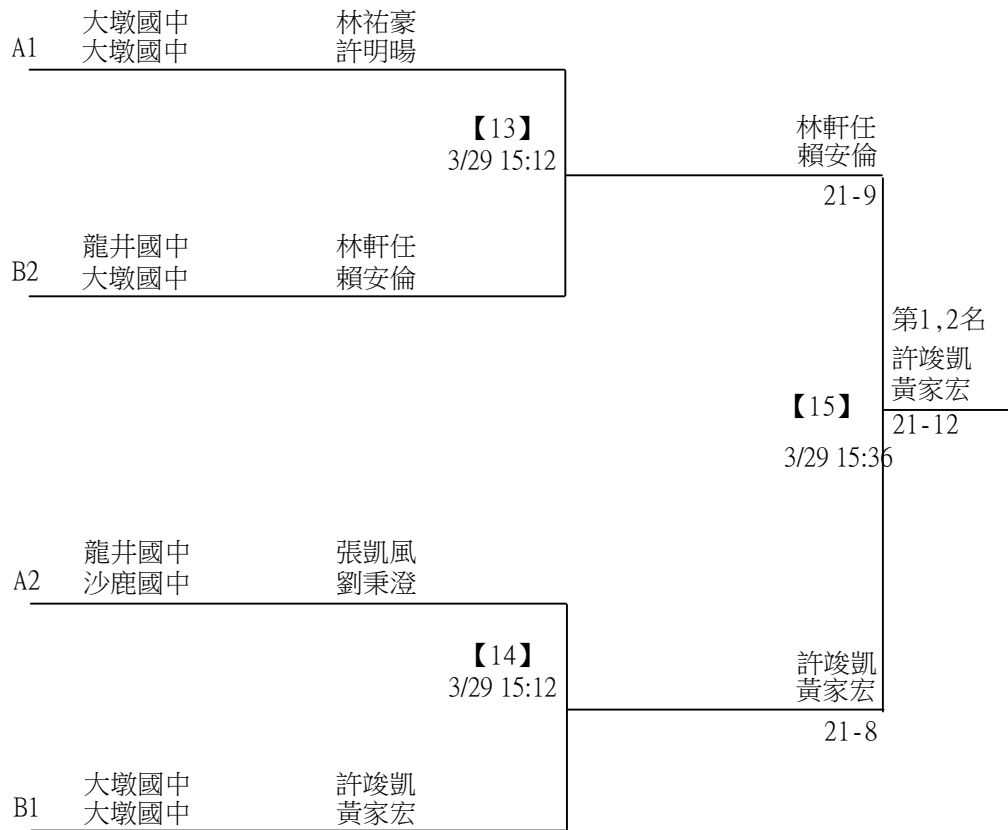 大墩國中 林祐豪
A1 大墩國中 許明暘
【13】
3/29 15:12
林軒任
賴安倫
21-9
龍井國中 林軒任
B2 大墩國中 賴安倫
第1,2名
許竣凱
黃家宏
【15】
21-12
3/29 15:36
龍井國中 張凱風
A2 沙鹿國中 劉秉澄
【14】
3/29 15:12
許竣凱
黃家宏
21-8
大墩國中 許竣凱
B1 大墩國中 黃家宏